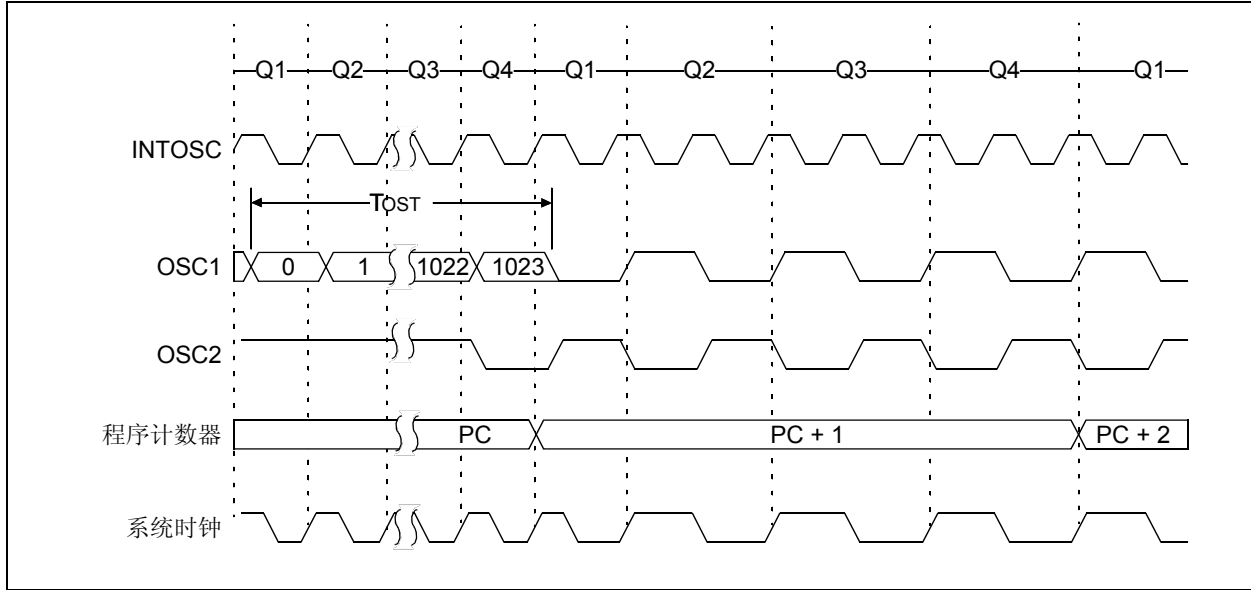 Q1 Q2 Q3 Q4 Q1 Q2 Q3 Q4 Q1
INTOSC
TOST
OSC1 0 1 1022 1023
OSC2
程序计数器 PC PC + 1 PC + 2
系统时钟